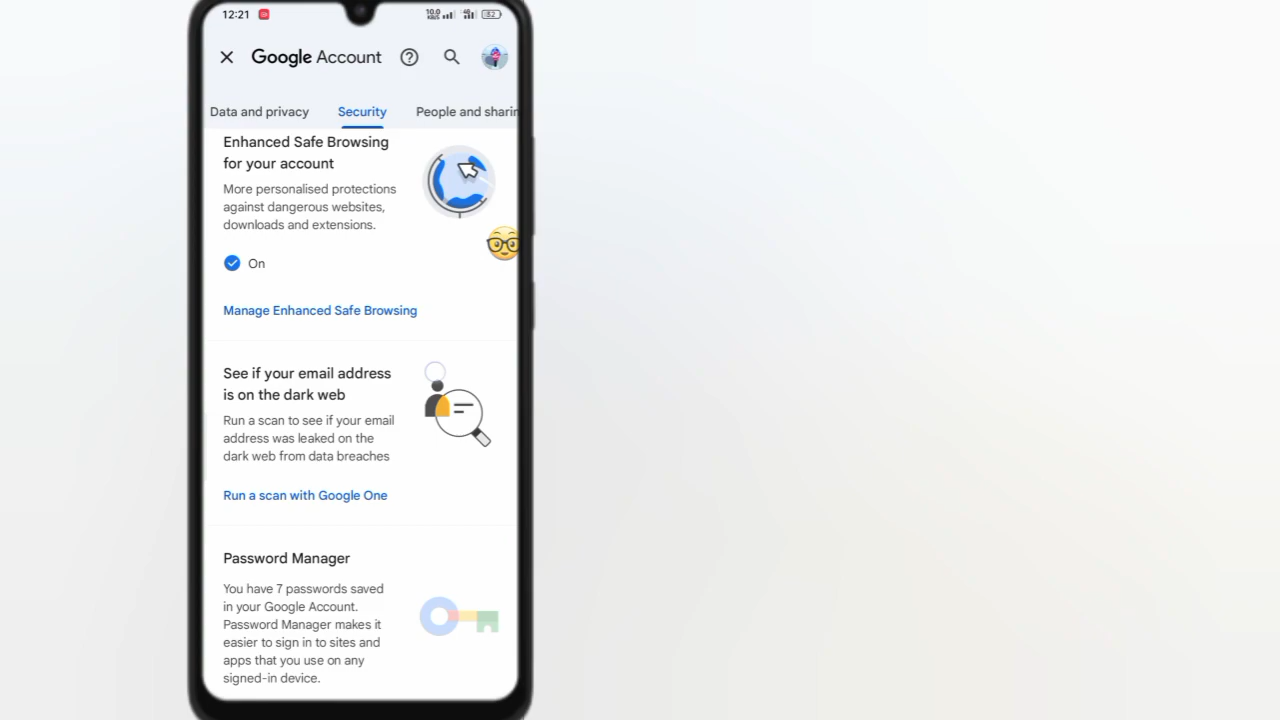 12:21
Google Account
Data and privacy Security People and sharin
Enhanced Safe Browsing
for your account
More personalised protections
against dangerous websites,
downloads and extensions.
On
Manage Enhanced Safe Browsing
See if your email address
is on the dark web
Run a scan to see if your email
address was leaked on the
dark web from data breaches
Run a scan with Google One
Password Manager
You have 7 passwords saved
in your Google Account.
Password Manager makes it
easier to sign in to sites and
apps that you use on any
signed-in device.